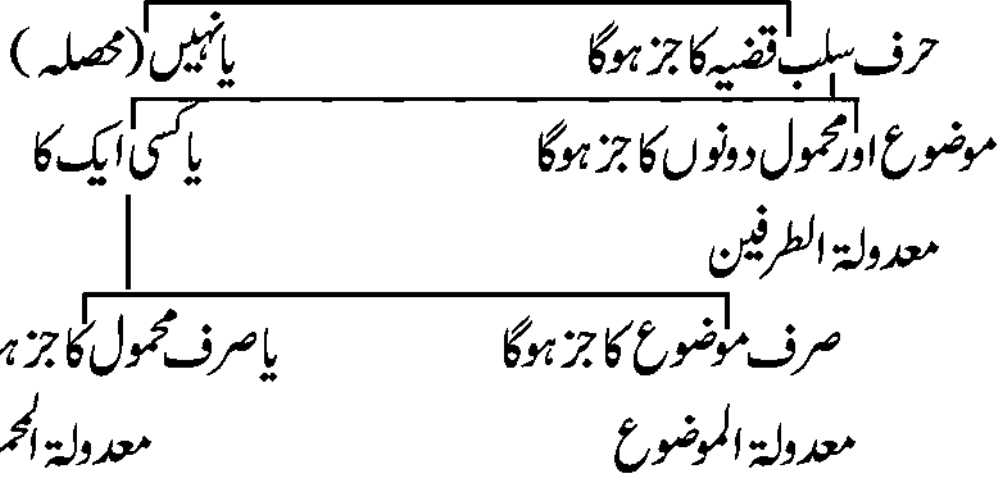 حرف سلب قضیہ کا جز ہوگا یا نہیں (محصلہ)
موضوع اور محمول دونوں کا جز ہوگا یا کسی ایک کا
معدولۃ الطرفین
صرف موضوع کا جز ہوگا یا صرف محمول کا جز
معدولۃ الموضوع معدولۃ